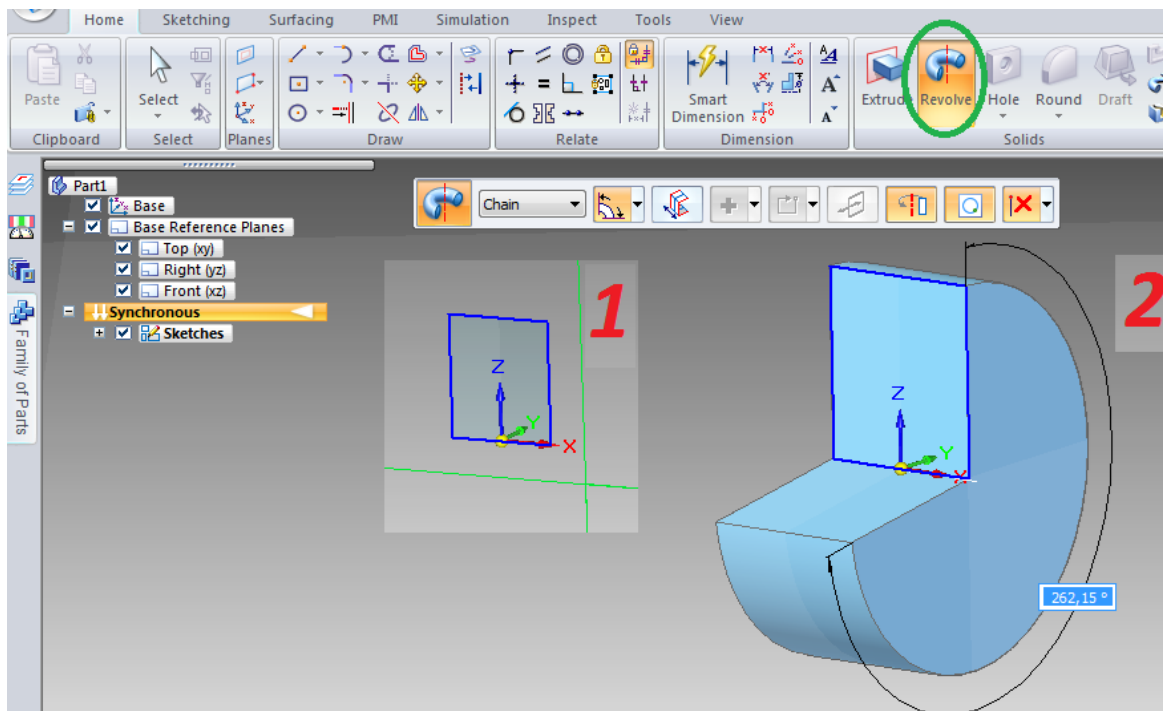 Home Sketching Surfacing PMI Simulation Inspect Tools View
Paste
Select
Smart
Dimension
Extrude Revolve Hole Round Draft
Clipboard Select Planes Draw Relate Dimension Solids
Part1
Chain
Base
Base Reference Planes
Top (xy)
Right (yz)
Front (xz)
Synchronous
Sketches
Family of Parts
1
Z
Y
X
2
Z
Y
X
262,15 °